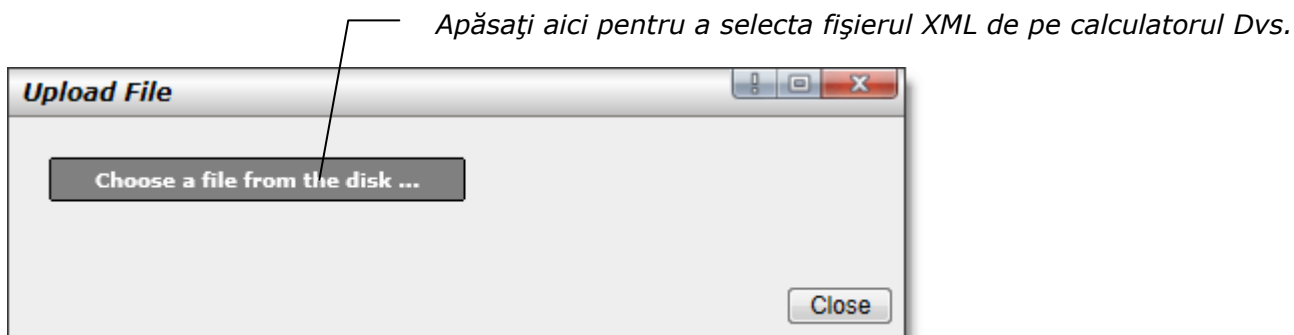 Apăsaţi aici pentru a selecta fişierul XML de pe calculatorul Dvs.
Upload File
Choose a file from the disk ...
Close